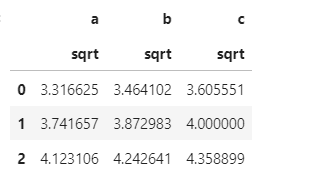 a b c
sqrt sqrt sqrt
0 3.316625 3.464102 3.605551
1 3.741657 3.872983 4.000000
2 4.123106 4.242641 4.358899